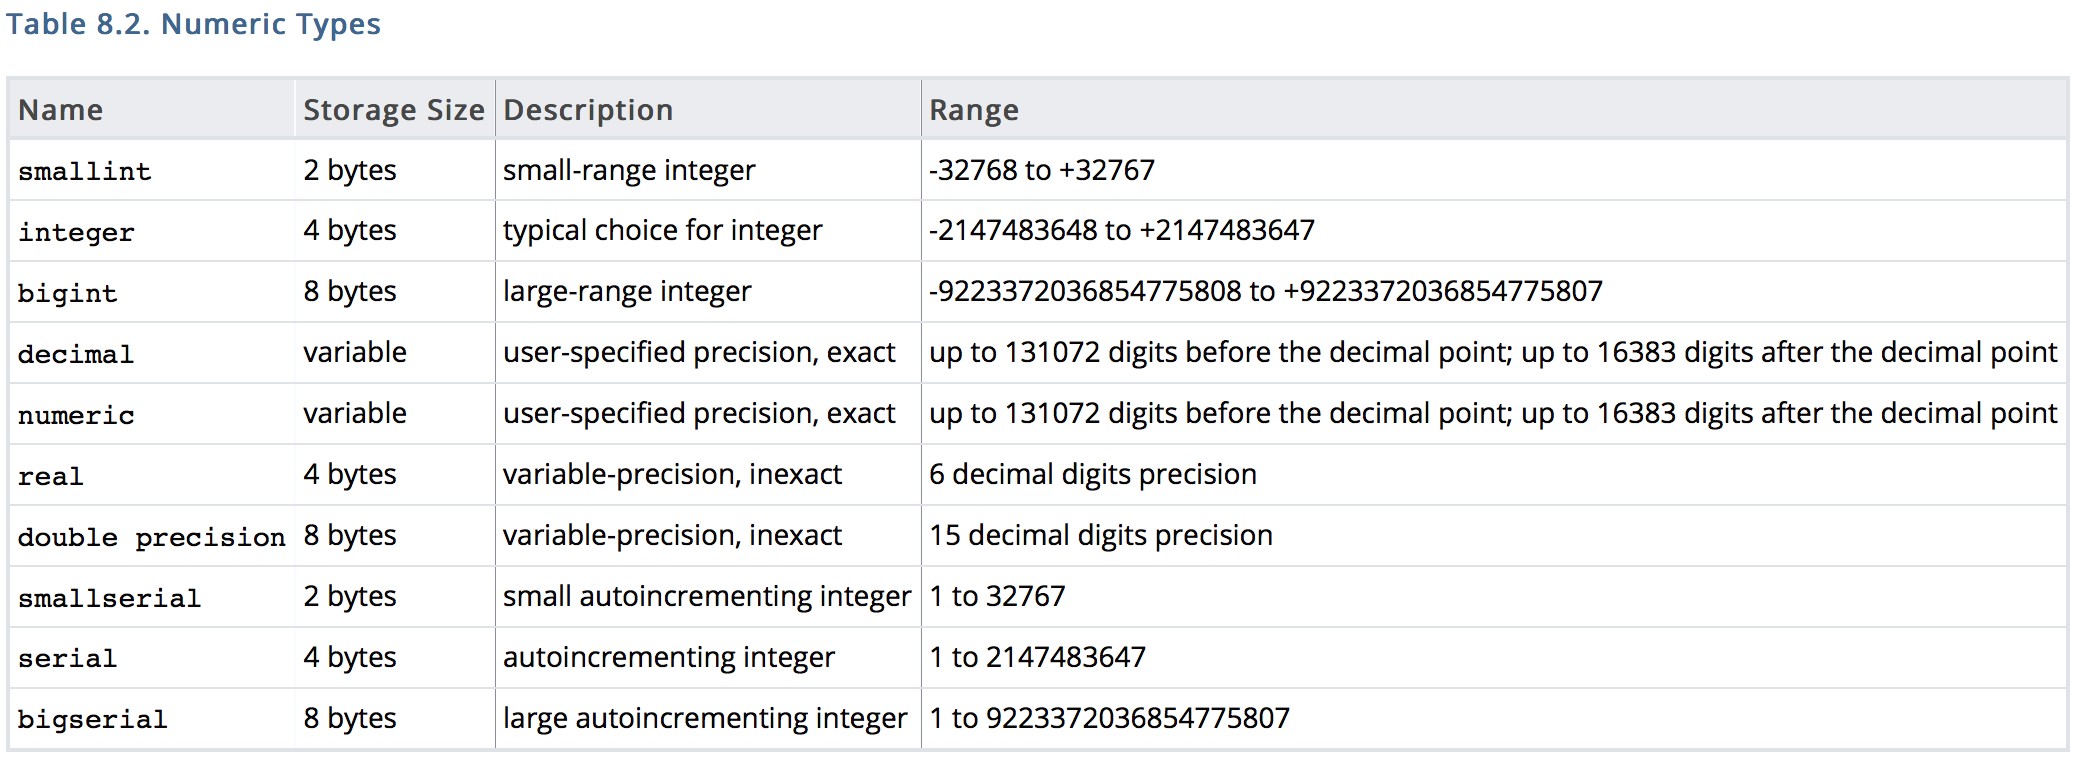 Table 8.2. Numeric Types
Name Storage Size Description Range
smallint 2 bytes small-range integer -32768 to +32767
integer 4 bytes typical choice for integer -2147483648 to +2147483647
bigint 8 bytes large-range integer -9223372036854775808 to +9223372036854775807
decimal variable user-specified precision, exact up to 131072 digits before the decimal point; up to 16383 digits after the decimal point
numeric variable user-specified precision, exact up to 131072 digits before the decimal point; up to 16383 digits after the decimal point
real 4 bytes variable-precision, inexact 6 decimal digits precision
double precision 8 bytes variable-precision, inexact 15 decimal digits precision
smallserial 2 bytes small autoincrementing integer 1 to 32767
serial 4 bytes autoincrementing integer 1 to 2147483647
bigserial 8 bytes large autoincrementing integer 1 to 9223372036854775807